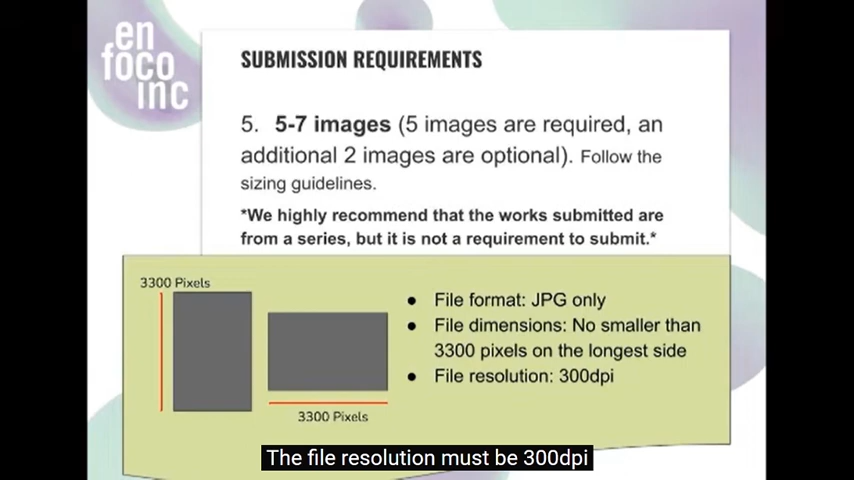 en
foco
inc
SUBMISSION REQUIREMENTS
5. 5-7 images (5 images are required, an
additional 2 images are optional). Follow the
sizing guidelines.
*We highly recommend that the works submitted are
from a series, but it is not a requirement to submit.*
3300 Pixels
3300 Pixels
● File format: JPG only
● File dimensions: No smaller than
3300 pixels on the longest side
● File resolution: 300dpi
The file resolution must be 300dpi